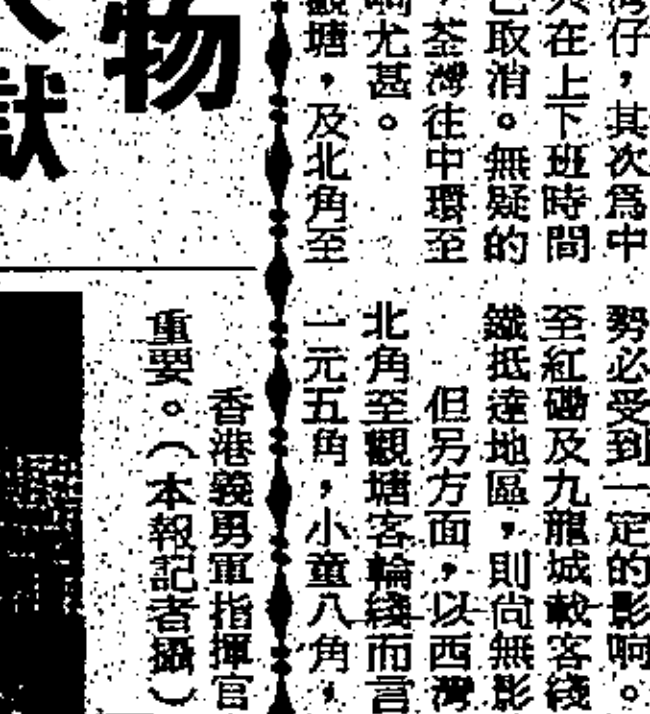 灣仔,其次爲中
在上下班時間
已取消。無疑的
,荃灣往中環至
响尤甚。
觀塘,及北角至
勢必受到一定的影响。
至紅磡及九龍城載客綫
鐵抵達地區,則尚無影
但另方面,以西灣
北角至觀塘客輪綫而言
一元五角,小童八角,
物
獻
香港義勇軍指揮官
重要。(本報記者攝)